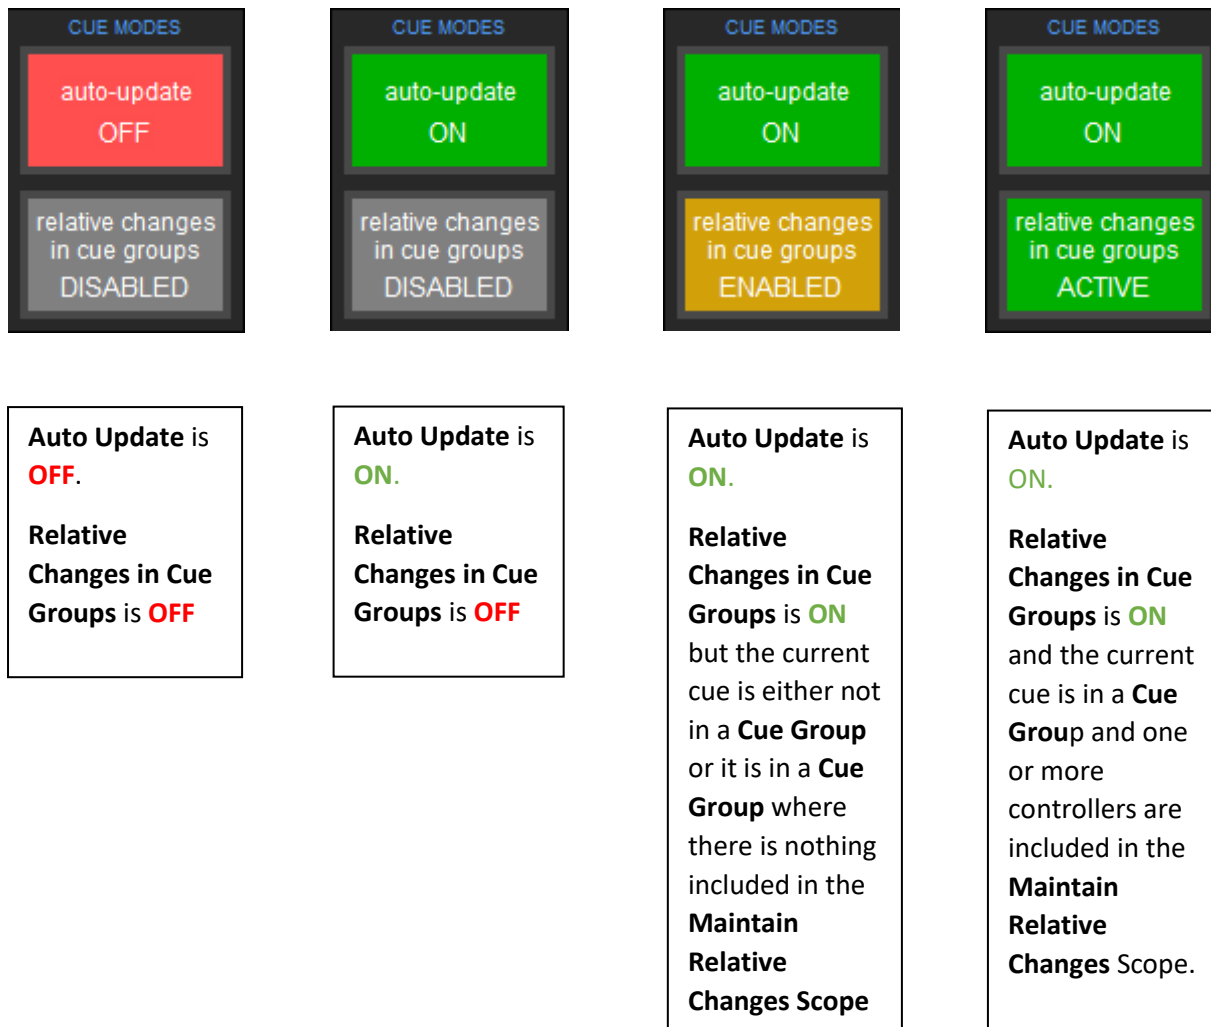 CUE MODES
auto-update
OFF
relative changes
in cue groups
DISABLED
CUE MODES
auto-update
ON
relative changes
in cue groups
DISABLED
CUE MODES
auto-update
ON
relative changes
in cue groups
ENABLED
CUE MODES
auto-update
ON
relative changes
in cue groups
ACTIVE
Auto Update is
OFF.
Relative
Changes in Cue
Groups is OFF
Auto Update is
ON.
Relative
Changes in Cue
Groups is OFF
Auto Update is
ON.
Relative
Changes in Cue
Groups is ON
but the current
cue is either not
in a Cue Group
or it is in a Cue
Group where
there is nothing
included in the
Maintain
Relative
Changes Scope
Auto Update is
ON.
Relative
Changes in Cue
Groups is ON
and the current
cue is in a Cue
Group and one
or more
controllers are
included in the
Maintain
Relative
Changes Scope.